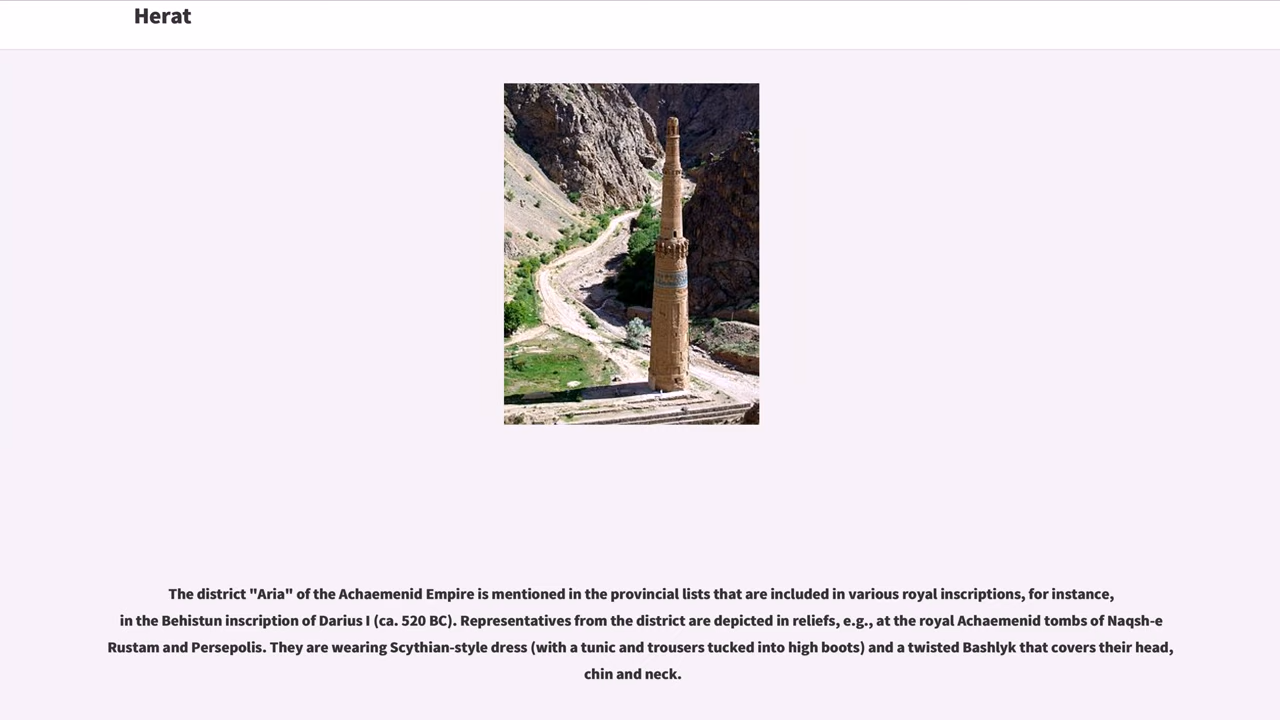 Herat
The district "Aria" of the Achaemenid Empire is mentioned in the provincial lists that are included in various royal inscriptions, for instance,
in the Behistun inscription of Darius I (ca. 520 BC). Representatives from the district are depicted in reliefs, e.g., at the royal Achaemenid tombs of Naqsh-e
Rustam and Persepolis. They are wearing Scythian-style dress (with a tunic and trousers tucked into high boots) and a twisted Bashlyk that covers their head,
chin and neck.